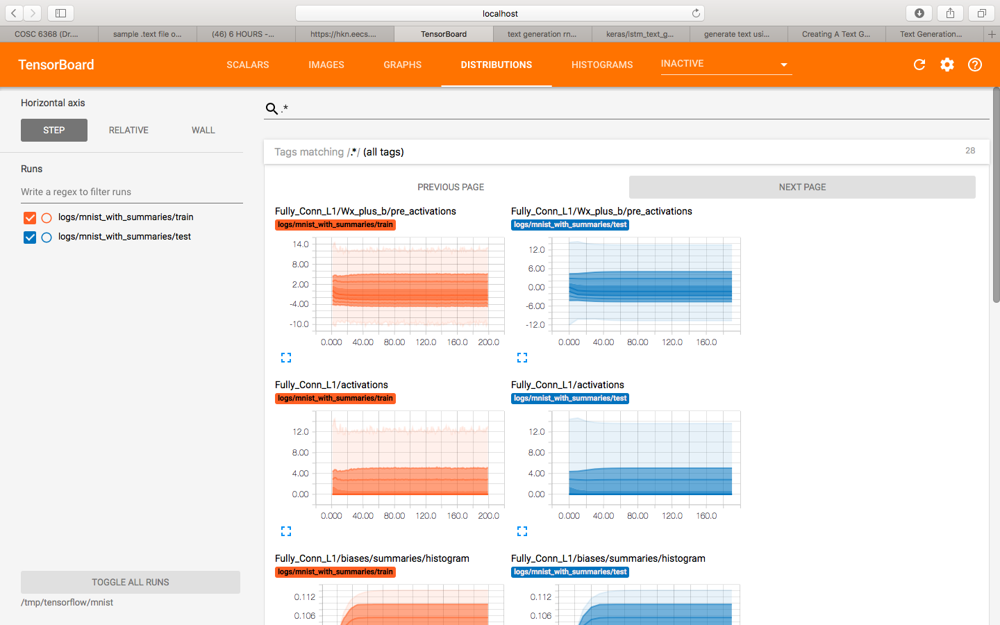 localhost
COSC 6368 (Dr....
sample .text file o...
(46) 6 HOURS -...
https://hkn.eecs....
TensorBoard
text generation rn...
keras/lstm_text_g...
generate text usi...
Creating A Text G...
Text Generation...
TensorBoard
SCALARS
IMAGES
GRAPHS
DISTRIBUTIONS
HISTOGRAMS
INACTIVE
Horizontal axis
STEP
RELATIVE
WALL
Runs
Write a regex to filter runs
logs/mnist_with_summaries/train
logs/mnist_with_summaries/test
TOGGLE ALL RUNS
/tmp/tensorflow/mnist
.*
Tags matching /.*/ (all tags)
28
PREVIOUS PAGE
NEXT PAGE
Fully_Conn_L1/Wx_plus_b/pre_activations
logs/mnist_with_summaries/train
14.0
8.00
2.00
-4.00
-10.0
0.000 40.00 80.00 120.0 160.0 200.0
Fully_Conn_L1/Wx_plus_b/pre_activations
logs/mnist_with_summaries/test
12.0
6.00
0.00
-6.00
-12.0
0.000 40.00 80.00 120.0 160.0
Fully_Conn_L1/activations
logs/mnist_with_summaries/train
12.0
8.00
4.00
0.00
0.000 40.00 80.00 120.0 160.0 200.0
Fully_Conn_L1/activations
logs/mnist_with_summaries/test
12.0
8.00
4.00
0.00
0.000 40.00 80.00 120.0 160.0
Fully_Conn_L1/biases/summaries/histogram
logs/mnist_with_summaries/train
0.112
0.106
Fully_Conn_L1/biases/summaries/histogram
logs/mnist_with_summaries/test
0.112
0.106